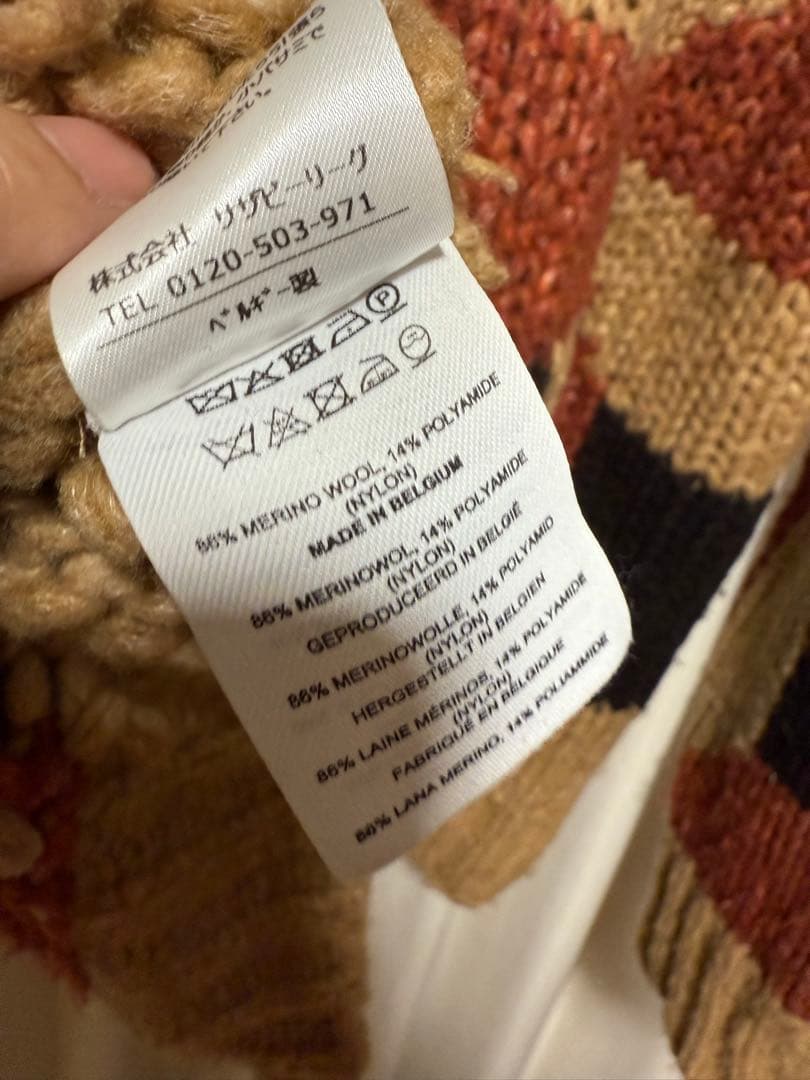 株式会社 リザビーリーグ
TEL 0120-503-971
ベルギー製
P
86% MERINO WOOL, 14% POLYAMIDE
(NYLON)
MADE IN BELGIUM
86% MERINOWOL, 14% POLYAMIDE
(NYLON)
GEPRODUCEERD IN BELGIË
86% MERINOWOLLE, 14% POLYAMID
(NYLON)
HERGESTELLT IN BELGIEN
86% LAINE MÉRINOS, 14% POLYAMIDE
(NYLON)
FABRIQUÉ EN BELGIQUE
86% LANA MERINO, 14% POLIAMMIDE